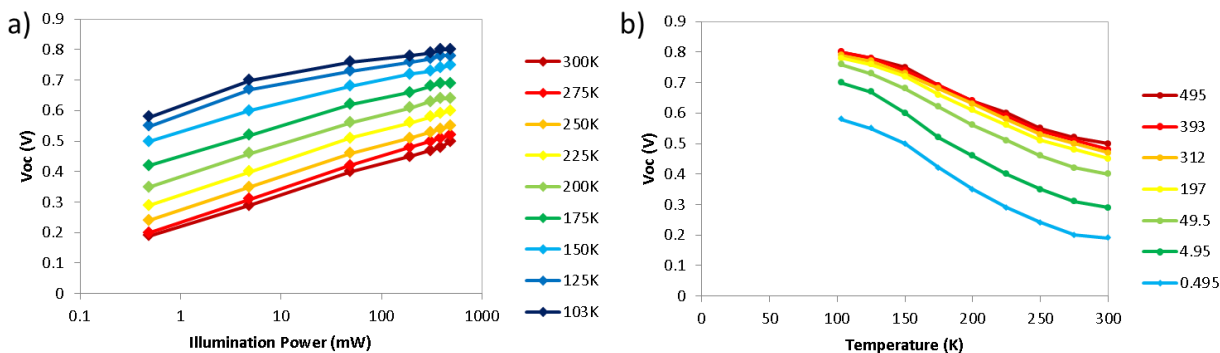 a)
Voc (V)
0.9
0.8
0.7
0.6
0.5
0.4
0.3
0.2
0.1
0
0.1 1 10 100 1000
Illumination Power (mW)
300K
275K
250K
225K
200K
175K
150K
125K
103K
b)
Voc (V)
0.9
0.8
0.7
0.6
0.5
0.4
0.3
0.2
0.1
0
0 50 100 150 200 250 300
Temperature (K)
495
393
312
197
49.5
4.95
0.495